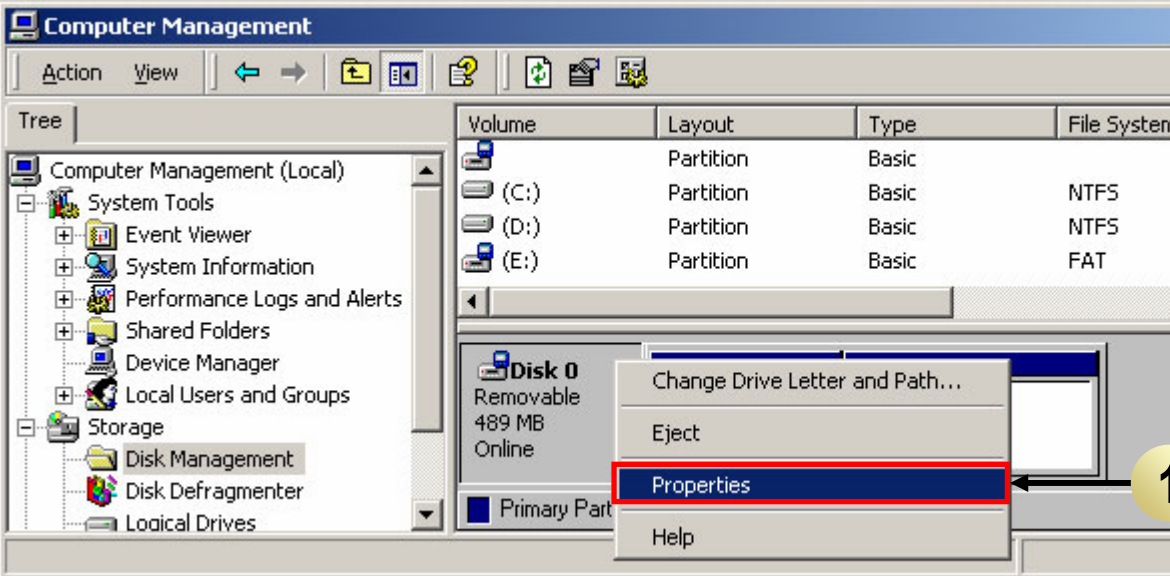 Computer Management
Action View
Tree
Computer Management (Local)
System Tools
Event Viewer
System Information
Performance Logs and Alerts
Shared Folders
Device Manager
Local Users and Groups
Storage
Disk Management
Disk Defragmenter
Logical Drives
Volume Layout Type File System
Partition Basic
(C:) Partition Basic NTFS
(D:) Partition Basic NTFS
(E:) Partition Basic FAT
Disk 0
Removable
489 MB
Online
Primary Part
Change Drive Letter and Path...
Eject
Properties
Help
1